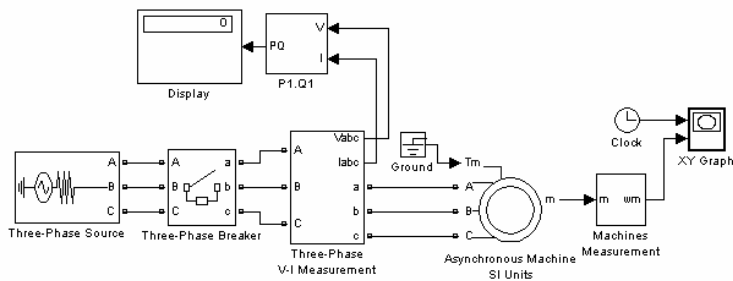 0
Display
PQ
V
I
P1.Q1
A
B
C
Three-Phase Source
A
B
C
a
b
c
Three-Phase Breaker
A
B
C
Vabc
Iabc
a
b
c
Three-Phase
V-I Measurement
Ground
Tm
A
B
C
m
Asynchronous Machine
SI Units
m
wm
Machines
Measurement
Clock
XY Graph